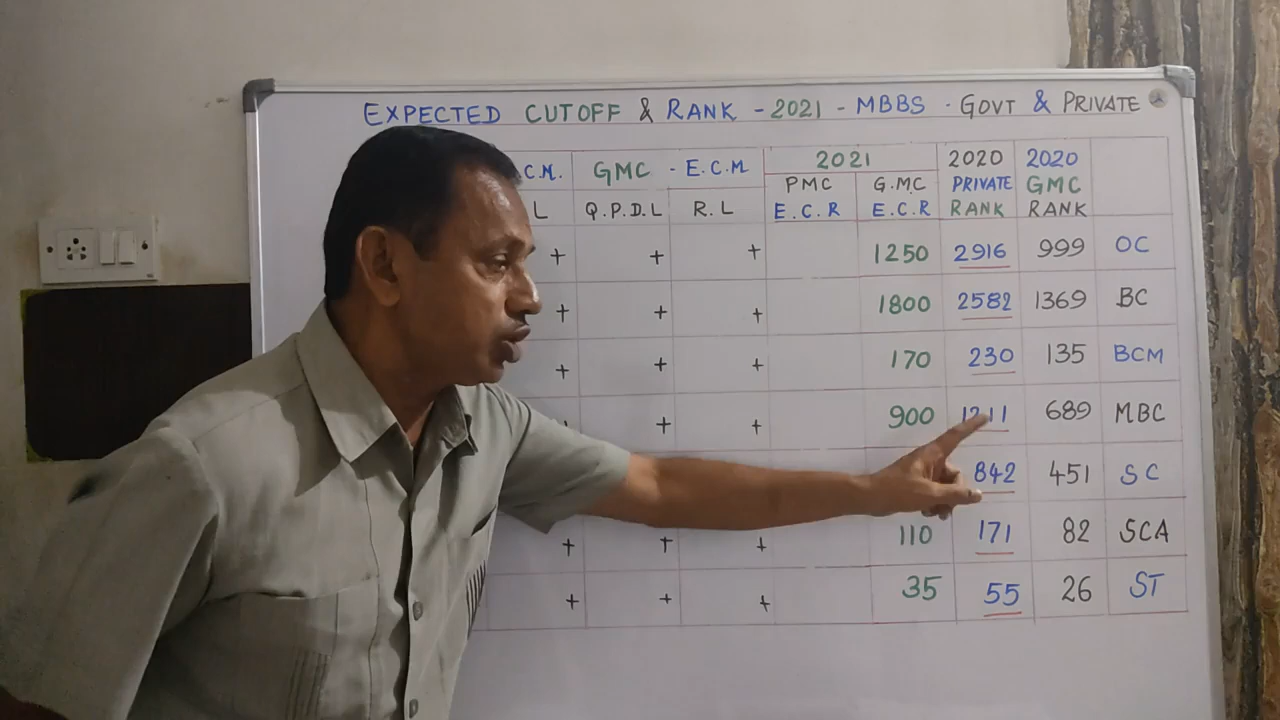 EXPECTED CUTOFF & RANK - 2021 - MBBS - GOVT & PRIVATE
.C.M. GMC - E.C.M 2021 2020 2020
PMC G.MC PRIVATE GMC
L Q.P.D.L R.L E.C.R E.C.R RANK RANK
+ + + 1250 2916 999 OC
+ + + 1800 2582 1369 BC
+ + + 170 230 135 BCM
+ + 900 1211 689 MBC
842 451 SC
+ + + 110 171 82 SCA
+ + + 35 55 26 ST